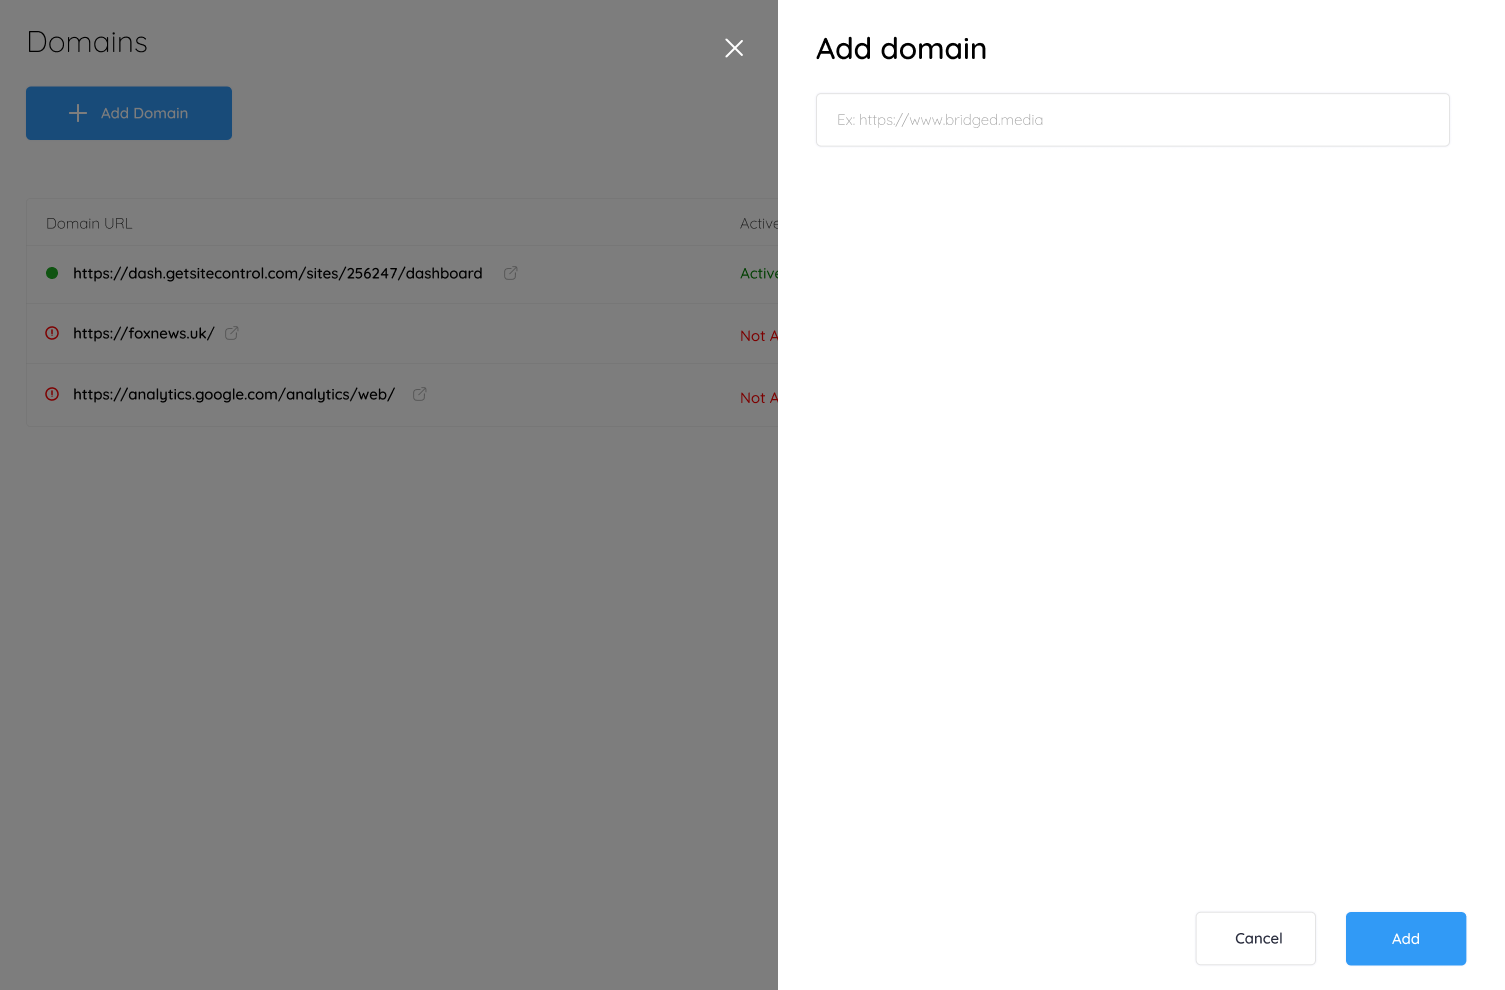 Domains
Add Domain
Domain URL
Active
https://dash.getsitecontrol.com/sites/256247/dashboard
Active
https://foxnews.uk/
Not A
https://analytics.google.com/analytics/web/
Not A
Add domain
Ex: https://www.bridged.media
Cancel
Add